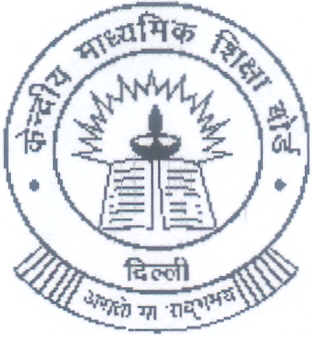 केन्द्रीय माध्यमिक शिक्षा बोर्ड
दिल्ली
असतो मा सद्गमय